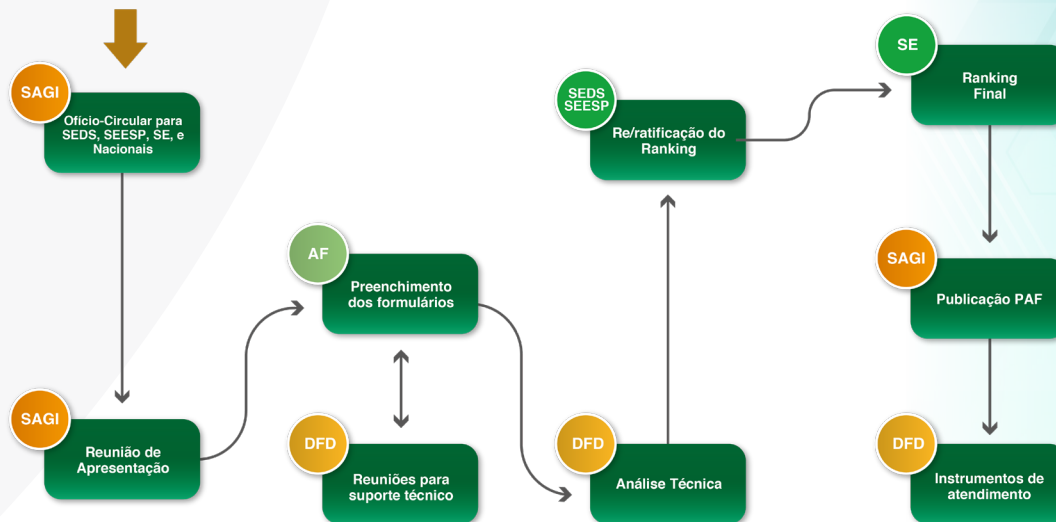 SAGI
Ofício-Circular para
SEDS, SEESP, SE, e
Nacionais
SAGI
Reunião de
Apresentação
AF
Preenchimento
dos formulários
DFD
Reuniões para
suporte técnico
DFD
Análise Técnica
SEDS
SEESP
Re/ratificação do
Ranking
SE
Ranking
Final
SAGI
Publicação PAF
DFD
Instrumentos de
atendimento